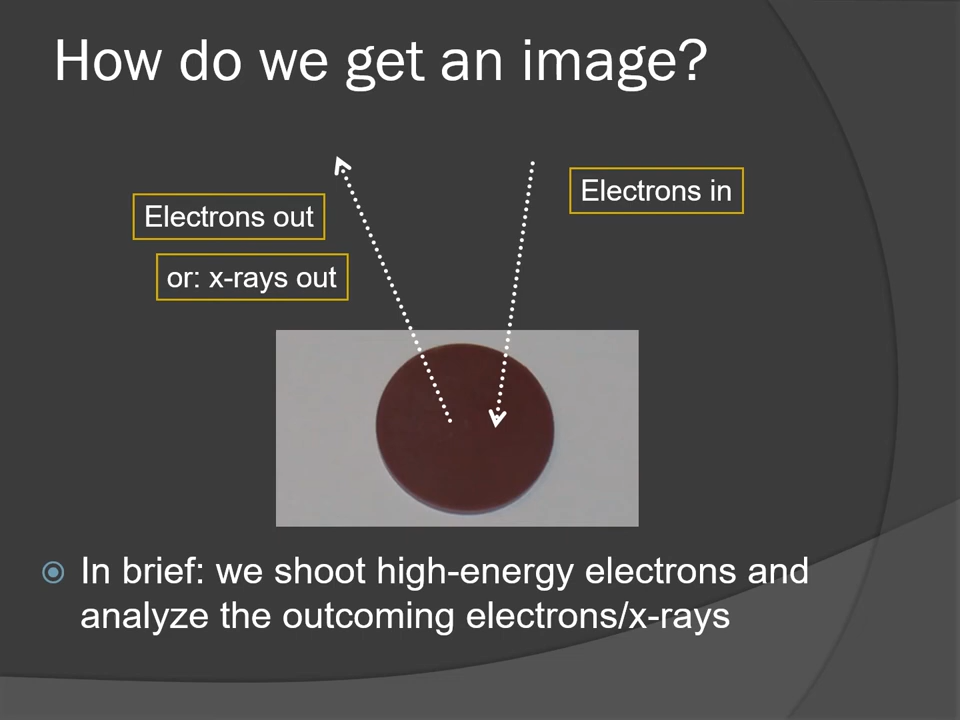 How do we get an image?
Electrons in
Electrons out
or: x-rays out
In brief: we shoot high-energy electrons and
analyze the outcoming electrons/x-rays